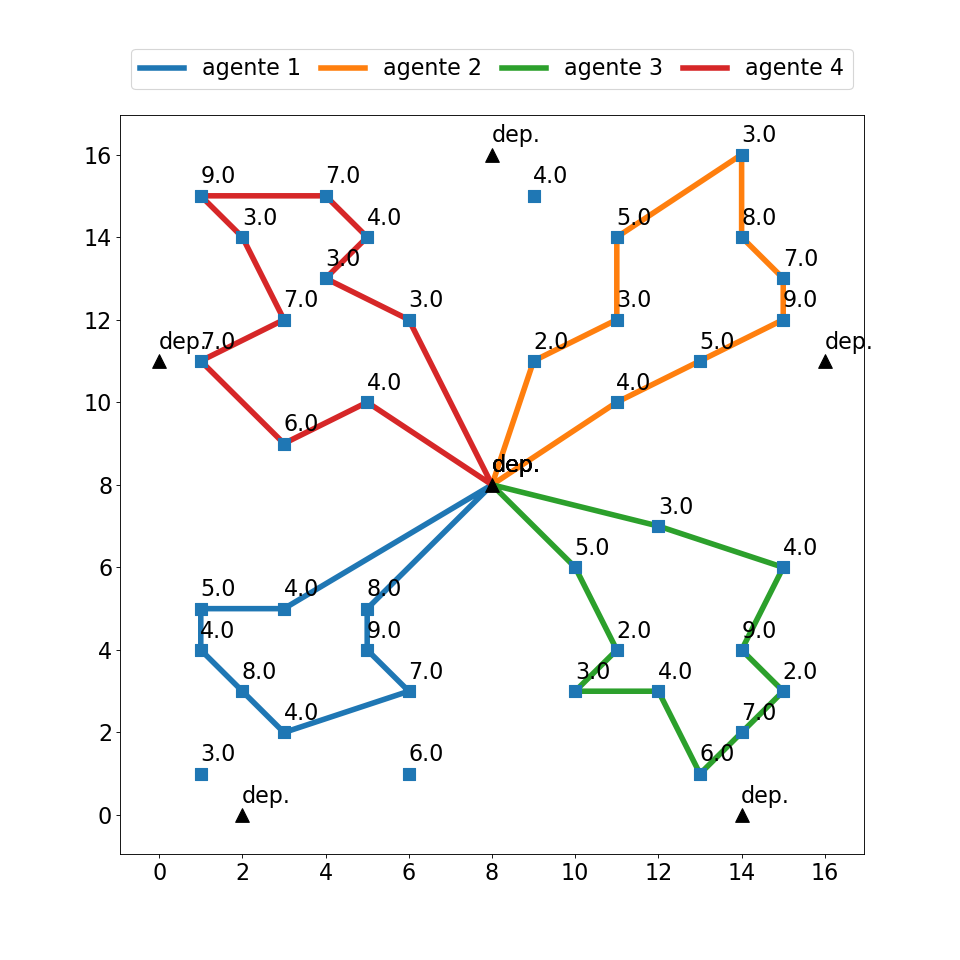 agente 1 agente 2 agente 3 agente 4
dep. 3.0
16
9.0 7.0 4.0
3.0 4.0 5.0 8.0
14
3.0 7.0
7.0 3.0 3.0 9.0
12
dep. 7.0 2.0 5.0 dep.
4.0 4.0
10
6.0
dep. dep.
8
3.0
5.0 4.0
6
5.0 4.0 8.0
4.0 9.0 2.0 9.0
4
8.0 7.0 3.0 4.0 2.0
4.0 7.0
2
3.0 6.0 6.0
dep. dep.
0
0 2 4 6 8 10 12 14 16